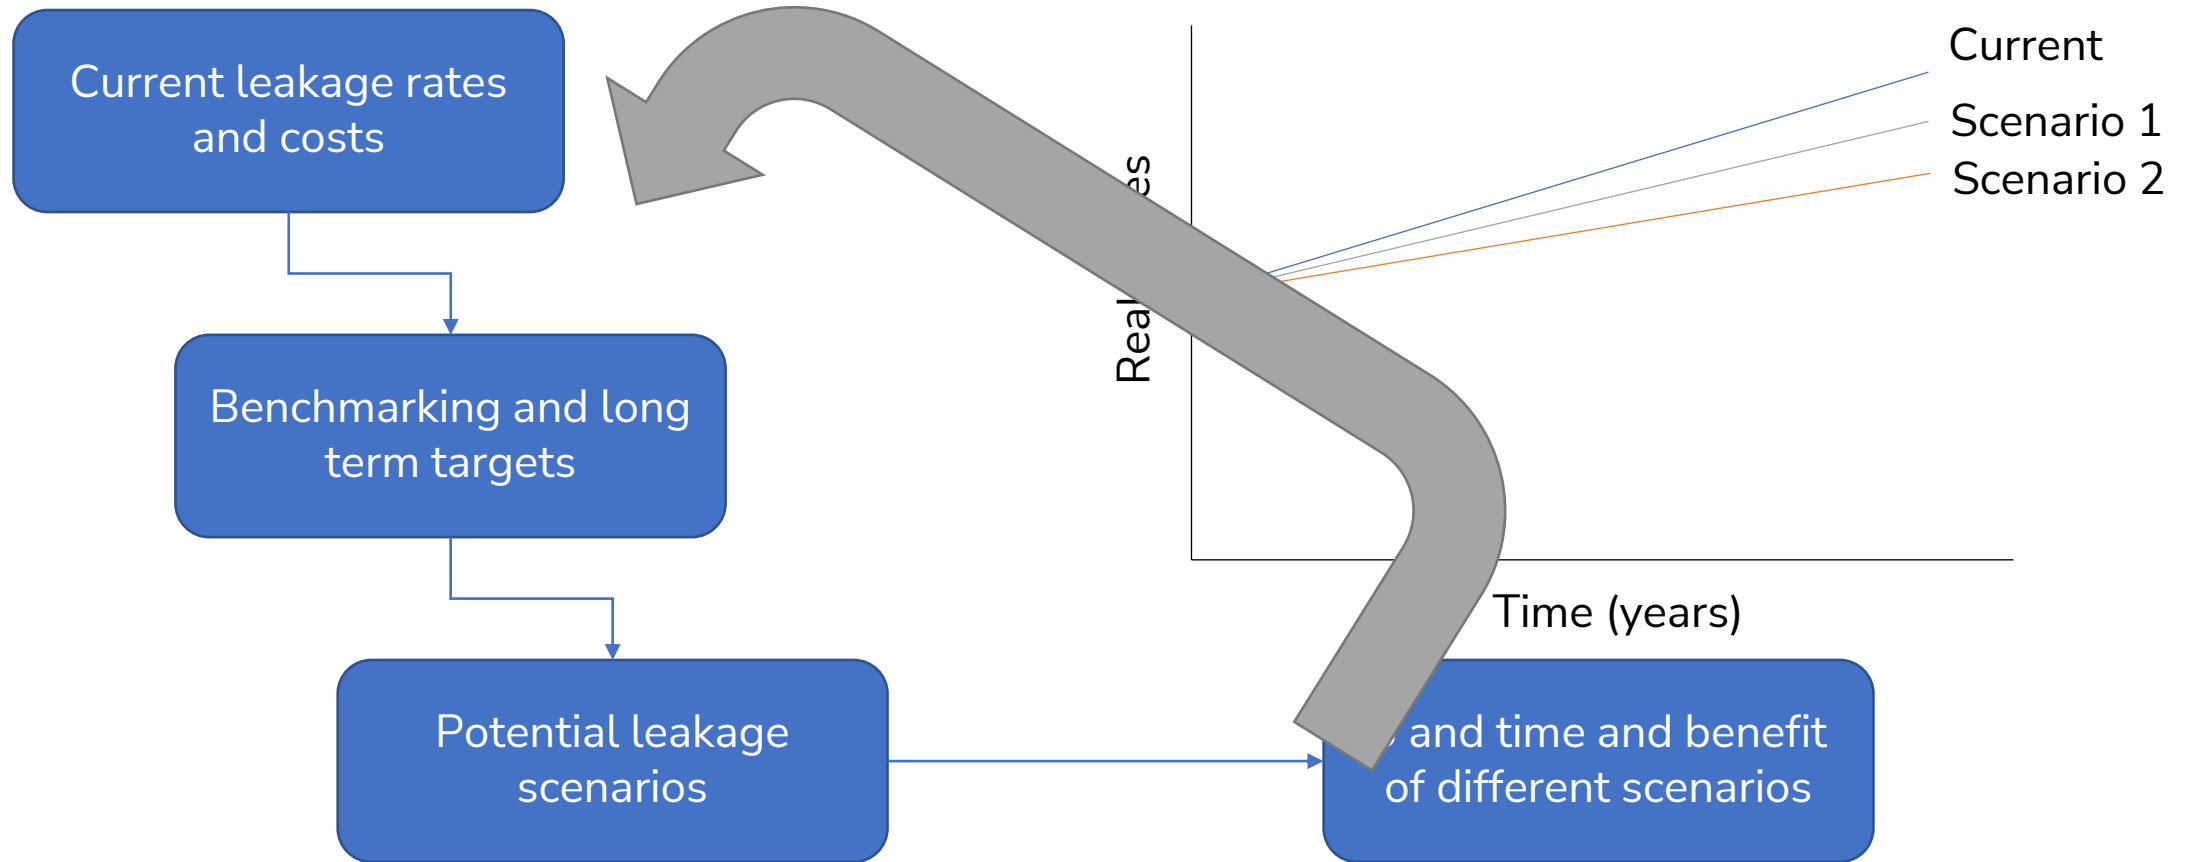 Current leakage rates
and costs
Benchmarking and long
term targets
Potential leakage
scenarios
and time and benefit
of different scenarios
Current
Scenario 1
Scenario 2
Real
Time (years)